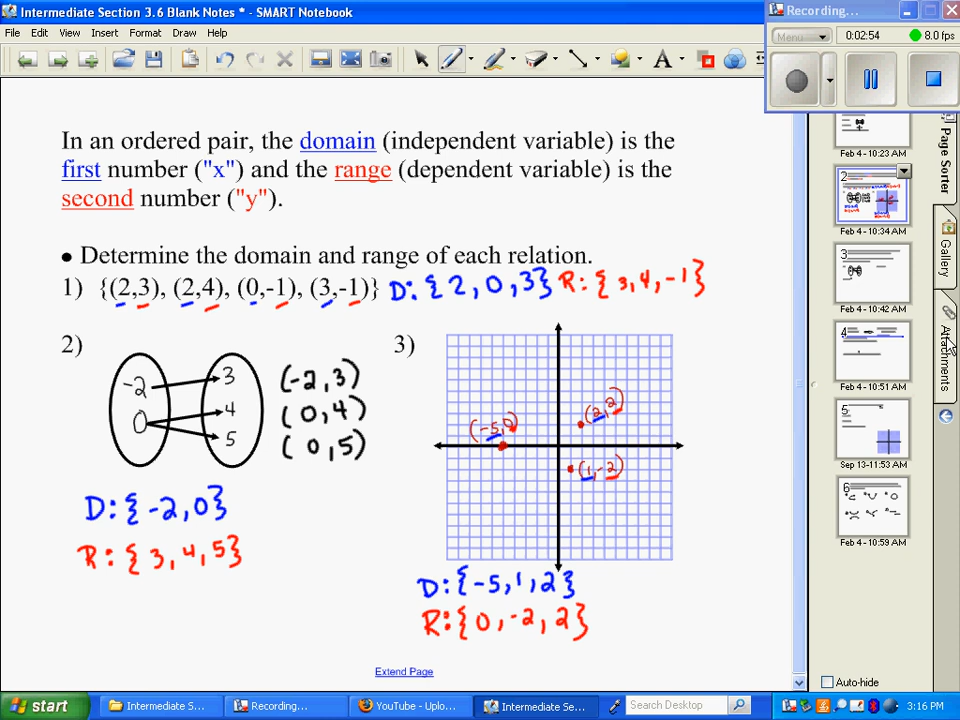 Intermediate Section 3.6 Blank Notes * - SMART Notebook
Recording...
File Edit View Insert Format Draw Help
Menu
0:02:54
8.0 fps
In an ordered pair, the domain (independent variable) is the
first number ("x") and the range (dependent variable) is the
second number ("y").
• Determine the domain and range of each relation.
1) {(2,3), (2,4), (0,-1), (3,-1)} D: {2, 0, 3} R: {3, 4, -1}
2)
-2
0
3
4
5
(-2, 3)
(0, 4)
(0, 5)
D: {-2, 0}
R: {3, 4, 5}
3)
(-5, 0)
(2, 2)
(1, -2)
D: {-5, 1, 2}
R: {0, -2, 2}
Extend Page
Feb 4 - 10:23 AM
2
Feb 4 - 10:34 AM
3
Feb 4 - 10:42 AM
4
Feb 4 - 10:51 AM
5
Sep 13-11:53 AM
6
Feb 4 - 10:59 AM
Page Sorter
Gallery
Attachments
Auto-hide
start
Intermediate S...
Recording...
YouTube - Uplo...
Intermediate Se...
Search Desktop
3:16 PM